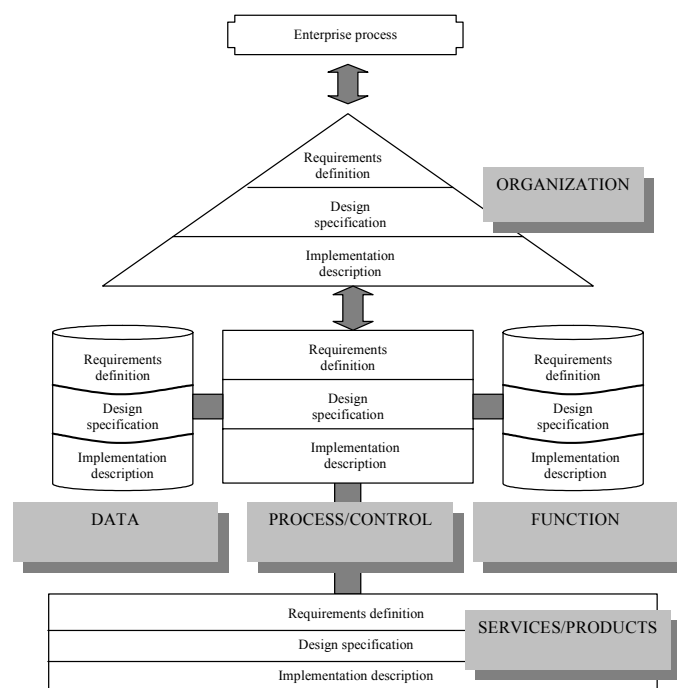 Enterprise process
Requirements
definition
ORGANIZATION
Design
specification
Implementation
description
Requirements
definition
Design
specification
Implementation
description
Requirements
definition
Design
specification
Implementation
description
Requirements
definition
Design
specification
Implementation
description
DATA
PROCESS/CONTROL
FUNCTION
Requirements definition
SERVICES/PRODUCTS
Design specification
Implementation description